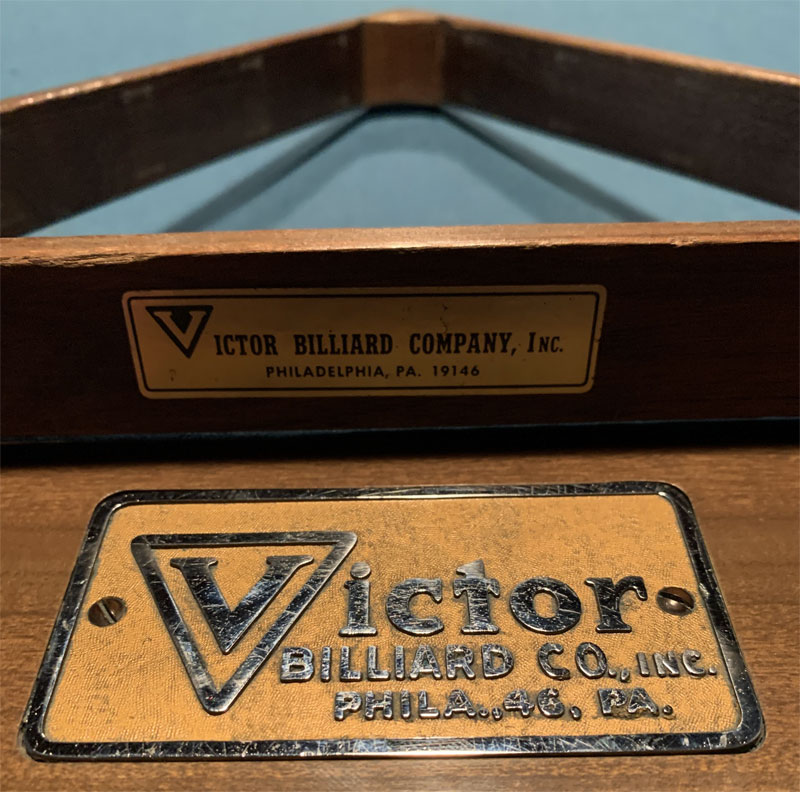 VICTOR BILLIARD COMPANY, INC.
PHILADELPHIA, PA. 19146
Victor
BILLIARD CO., INC.
PHILA., 46, PA.